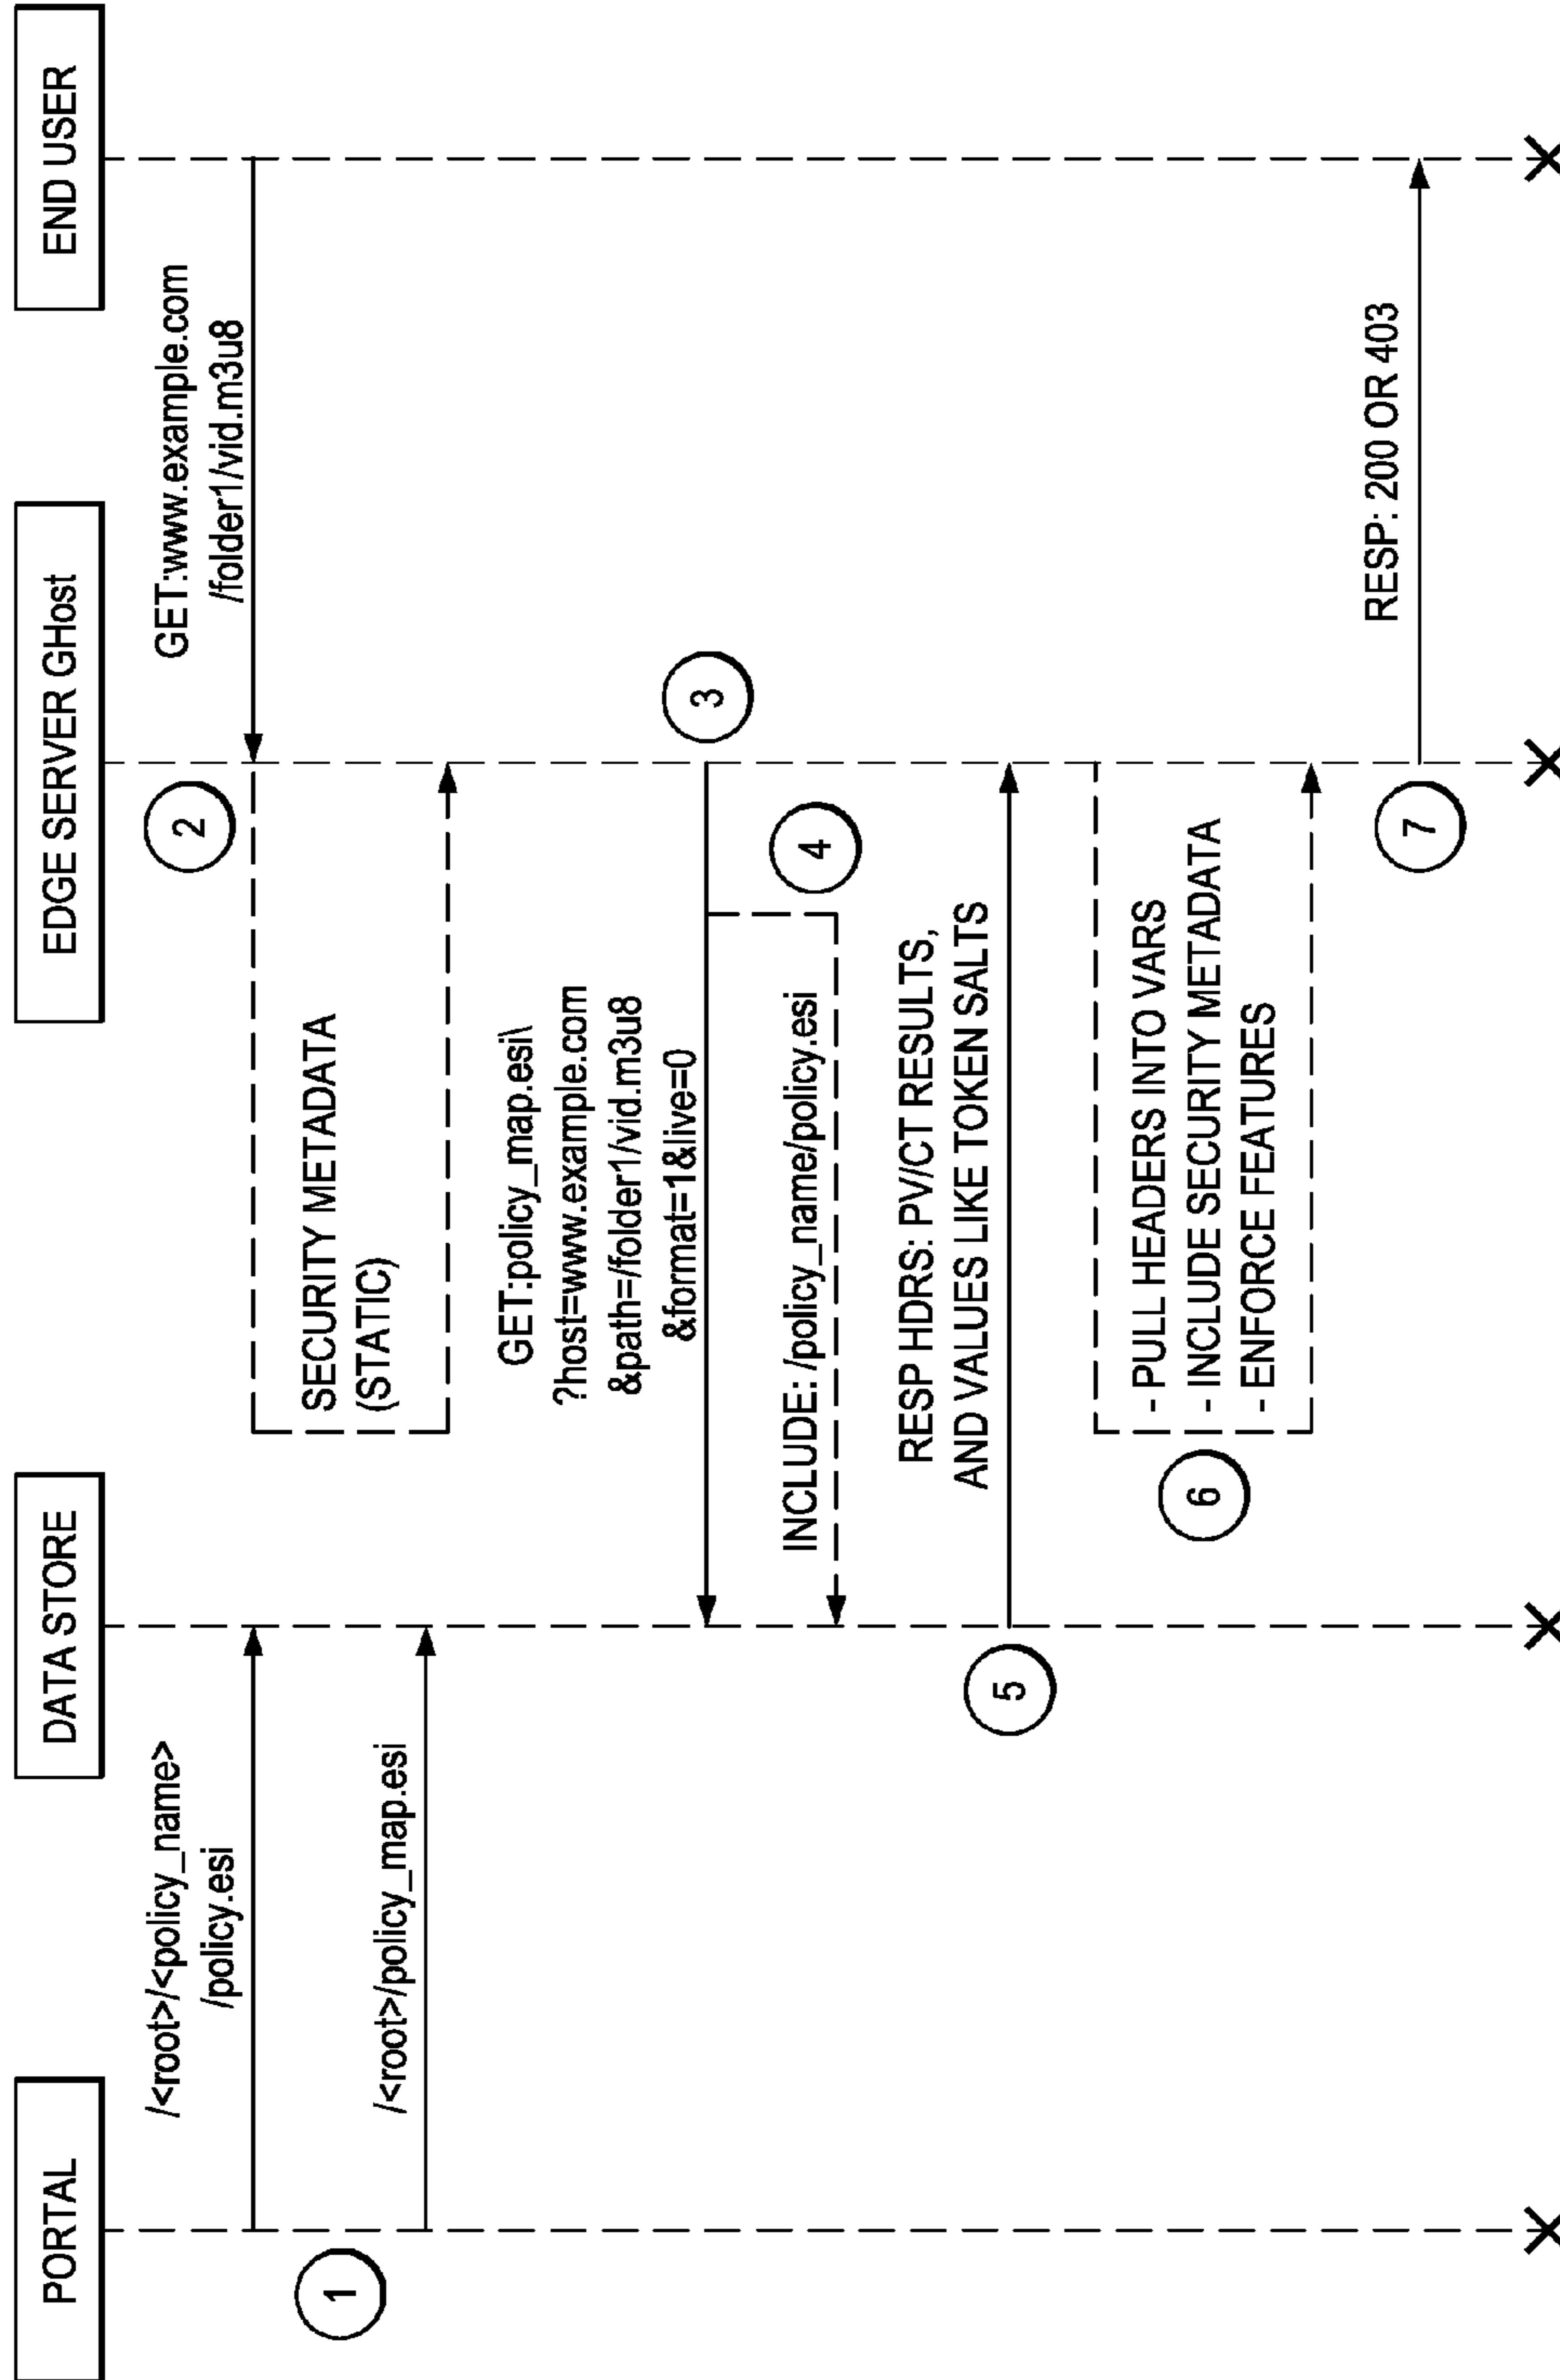 PORTAL
DATA STORE
EDGE SERVER GHost
END USER
1
/<root>/<policy_name>
/policy.esi
/<root>/policy_map.esi
2
GET:www.example.com
/folder1/vid.m3u8
SECURITY METADATA
(STATIC)
3
GET:policy_map.esi\
?host=www.example.com
&path=/folder1/vid.m3u8
&format=1&live=0
4
INCLUDE: /policy_name/policy.esi
5
RESP HDRS: PV/CT RESULTS,
AND VALUES LIKE TOKEN SALTS
6
- PULL HEADERS INTO VARS
- INCLUDE SECURITY METADATA
- ENFORCE FEATURES
7
RESP: 200 OR 403